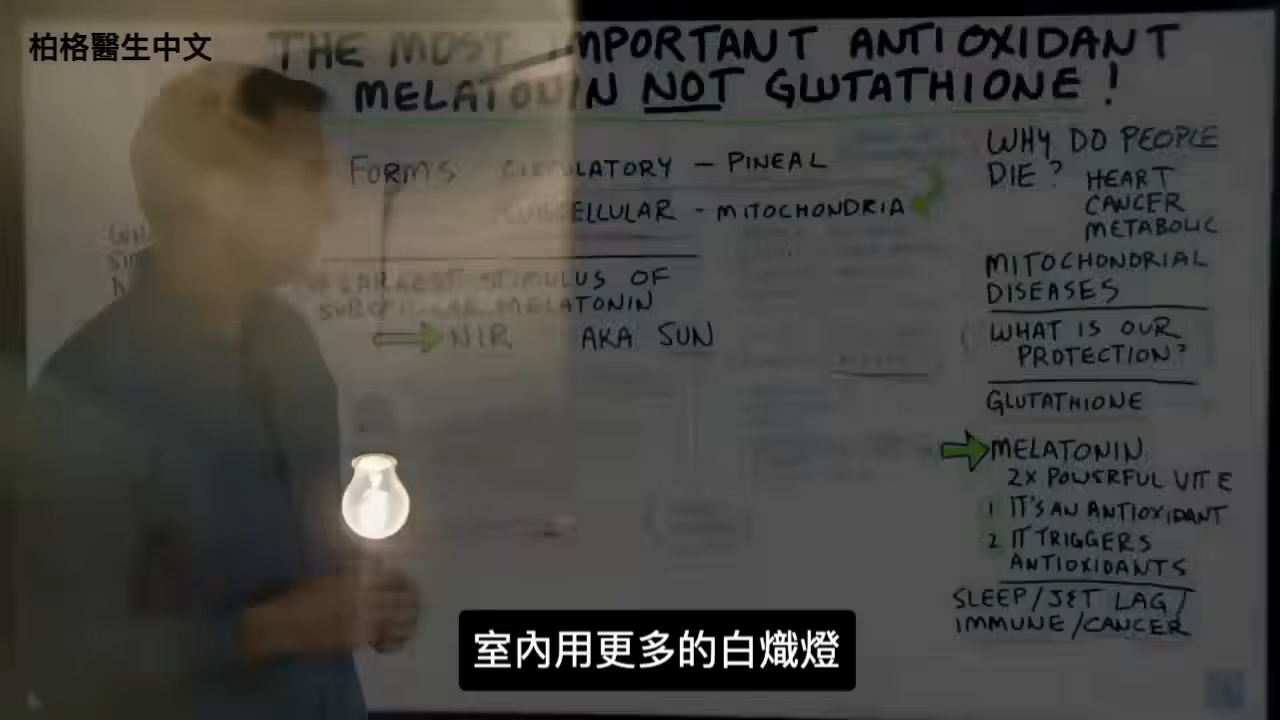 柏格醫生中文
THE MOST IMPORTANT ANTIOXIDANT
MELATONIN NOT GLUTATHIONE !
FORMS CIRCULATORY – PINEAL
SUBCELLULAR - MITOCHONDRIA
LARGEST STIMULUS OF
SUBCELLULAR MELATONIN
NIR AKA SUN
WHY DO PEOPLE
DIE? HEART
CANCER
METABOLIC
MITOCHONDRIAL
DISEASES
WHAT IS OUR
PROTECTION?
GLUTATHIONE
MELATONIN
2X POWERFUL VIT E
1 IT'S AN ANTIOXIDANT
2 IT TRIGGERS
ANTIOXIDANTS
SLEEP/JET LAG/
IMMUNE/CANCER
室內用更多的白熾燈